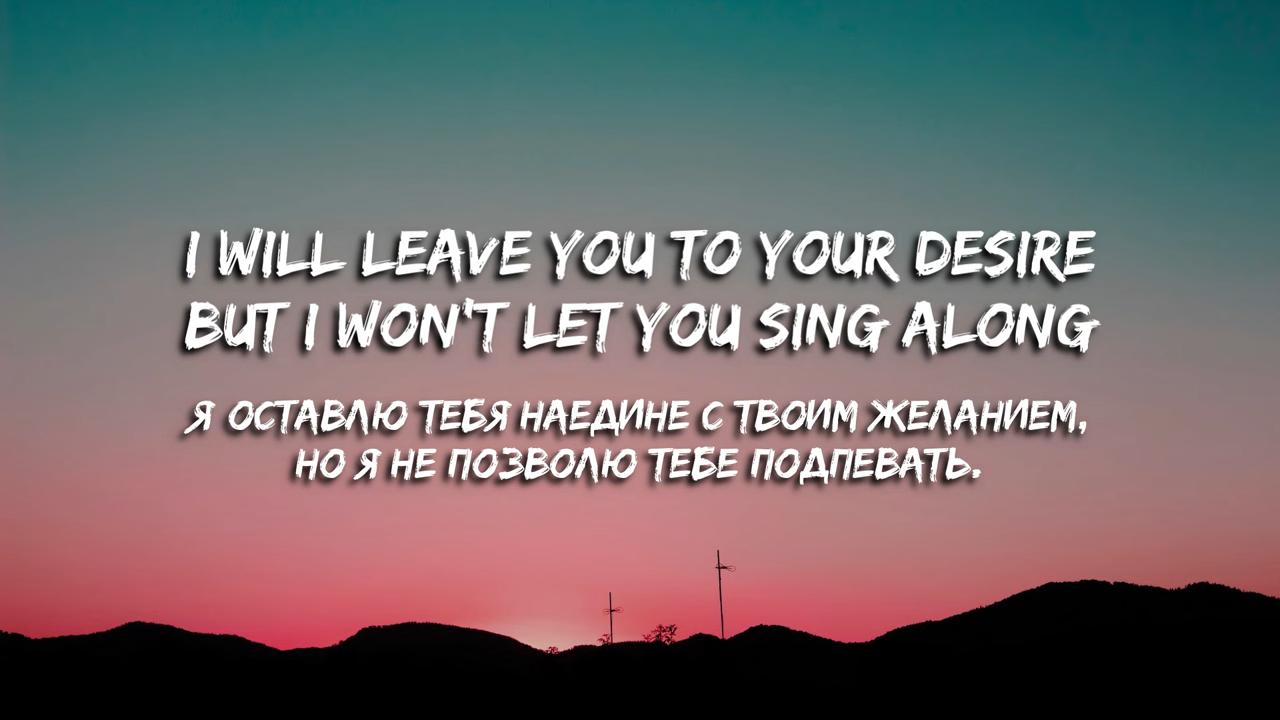 I WILL LEAVE YOU TO YOUR DESIRE
BUT I WON'T LET YOU SING ALONG
Я ОСТАВЛЮ ТЕБЯ НАЕДИНЕ С ТВОИМ ЖЕЛАНИЕМ,
НО Я НЕ ПОЗВОЛЮ ТЕБЕ ПОДПЕВАТЬ.